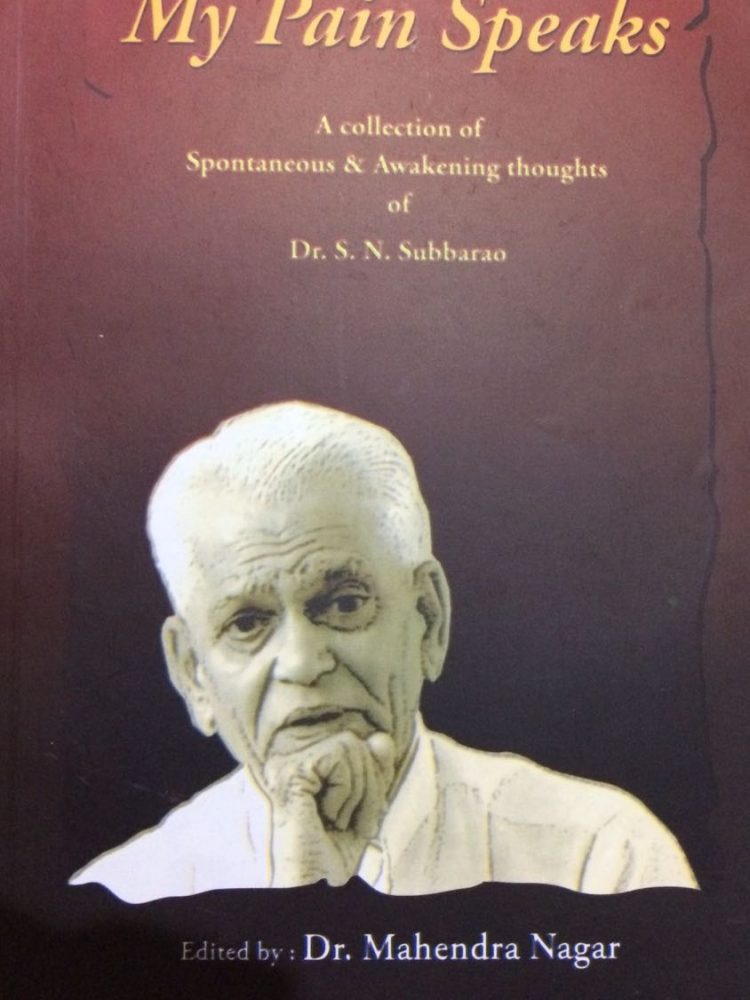 My Pain Speaks
A collection of
Spontaneous & Awakening thoughts
of
Dr. S. N. Subbarao
Edited by : Dr. Mahendra Nagar